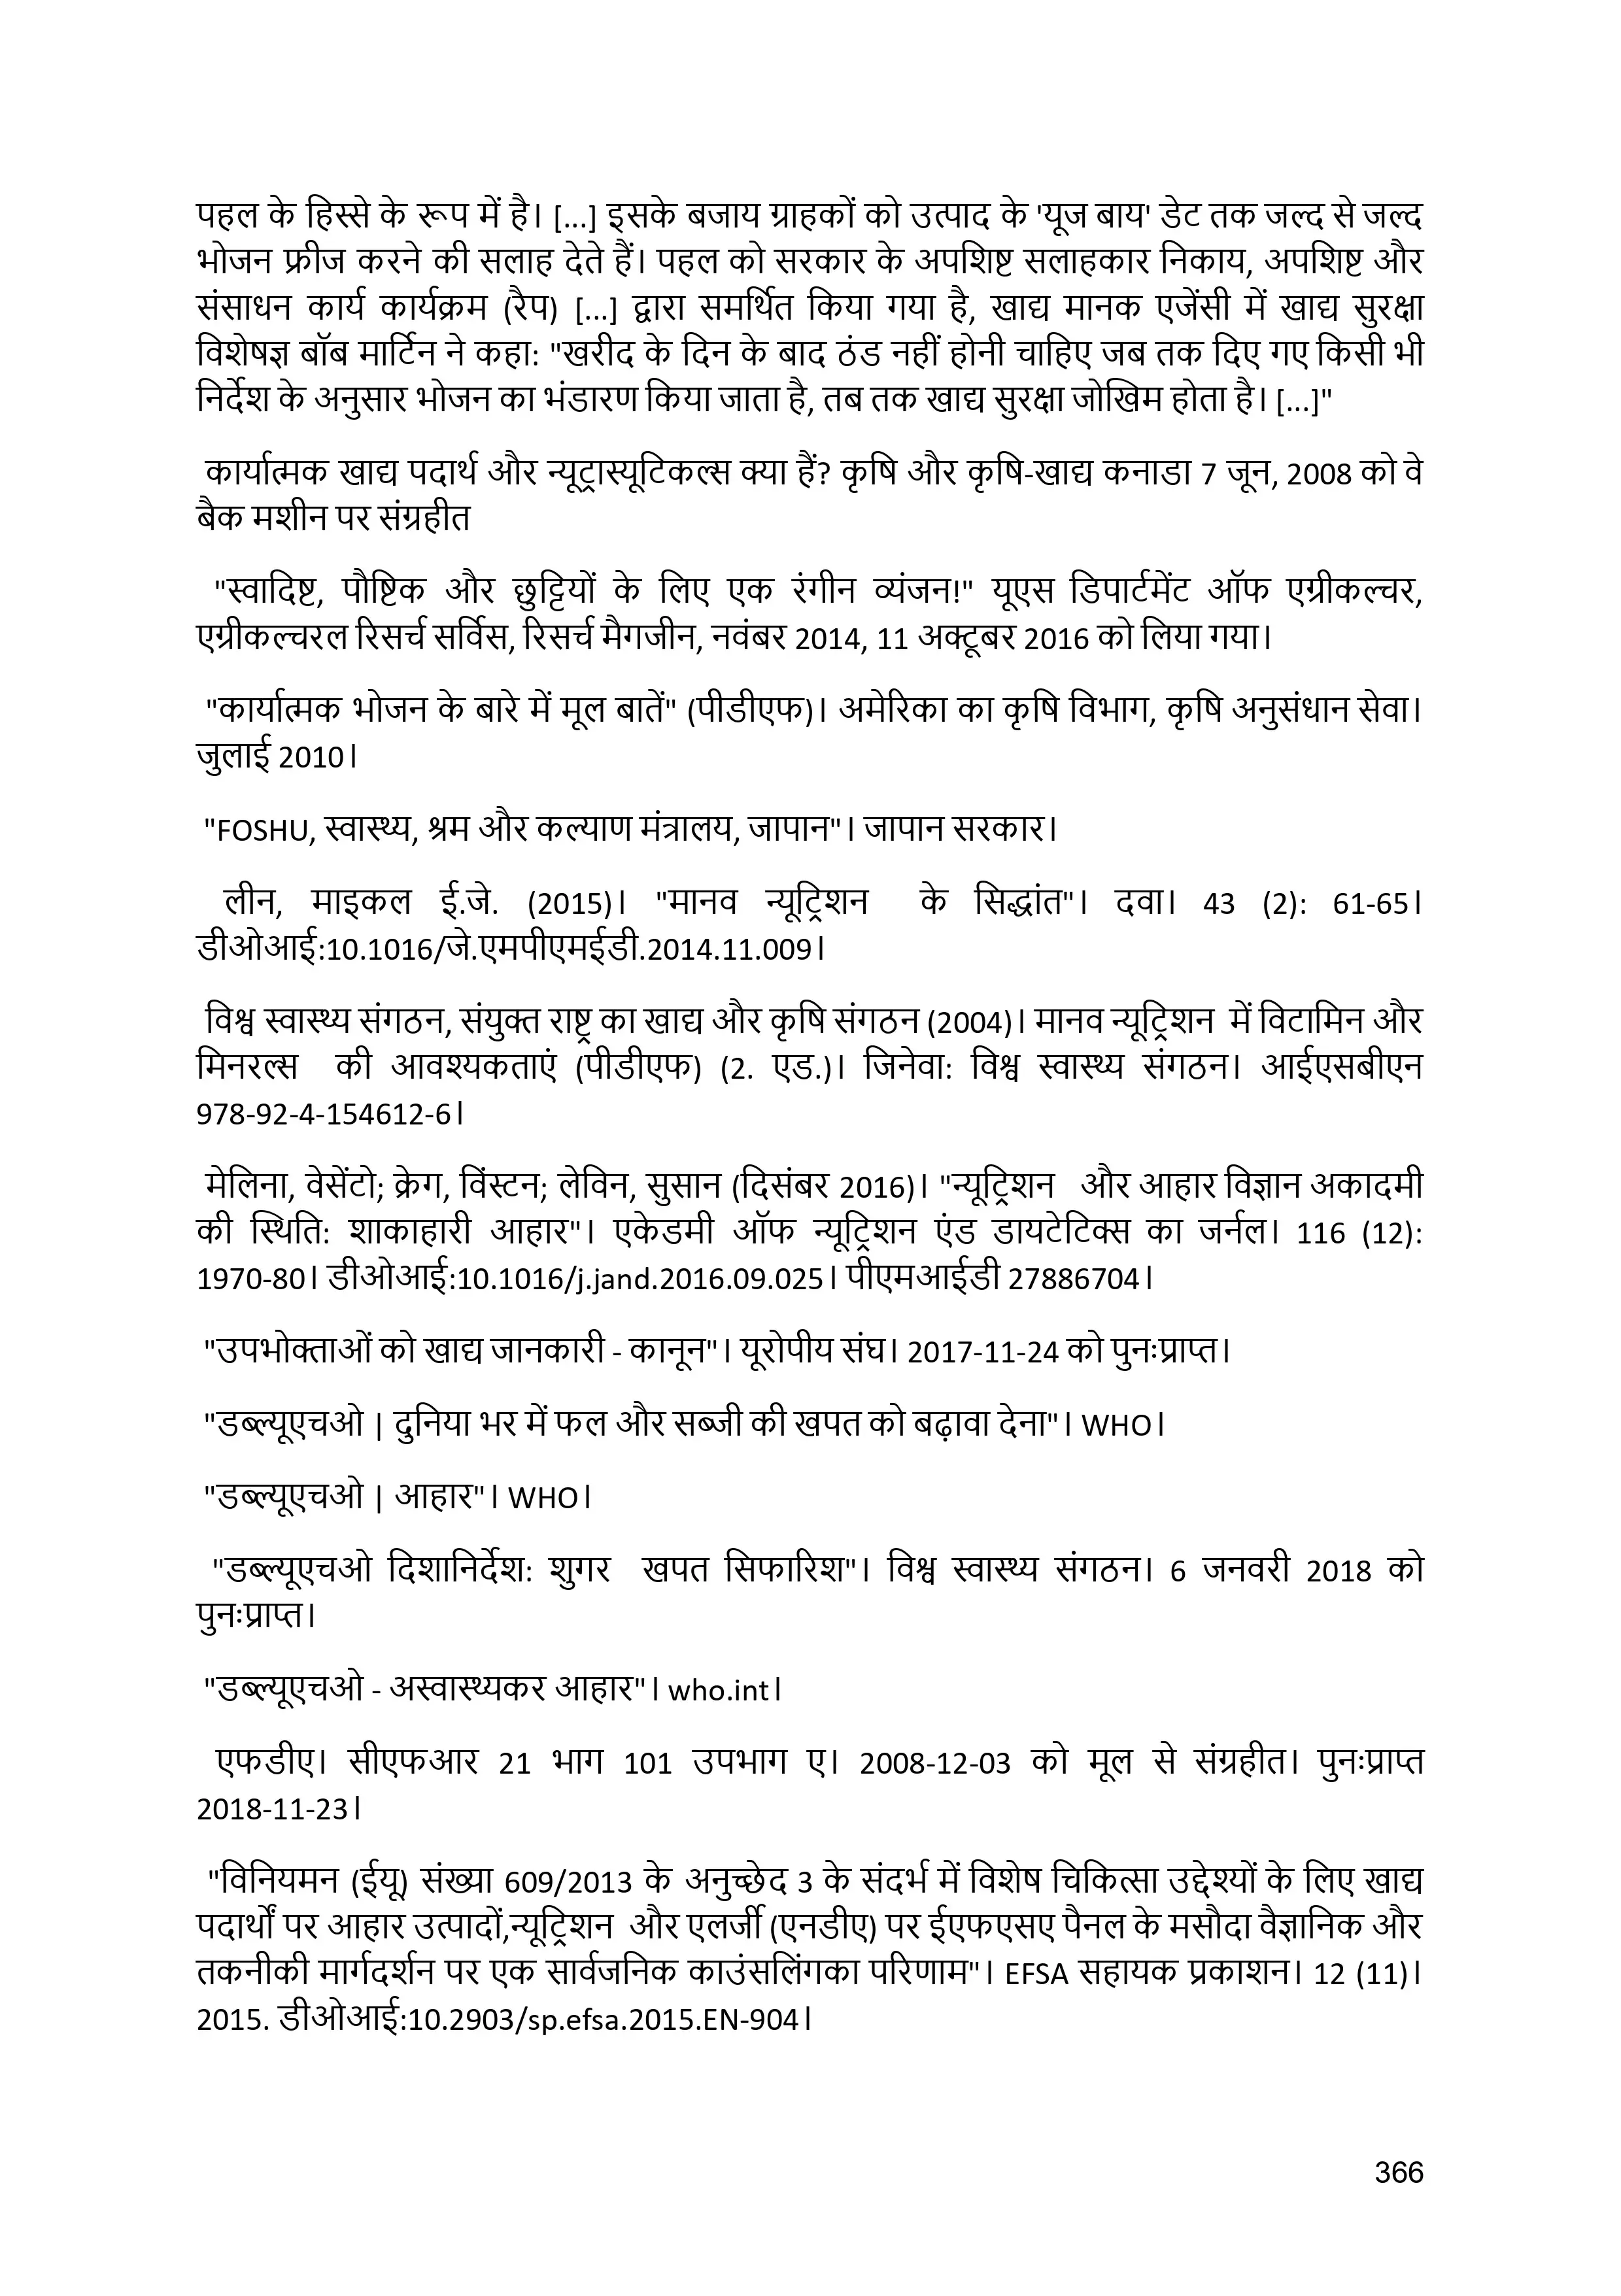 पहल के हिस्से के रूप में है। [...] इसके बजाय ग्राहकों को उत्पाद के 'यूज बाय' डेट तक जल्द से जल्द
भोजन फ्रीज करने की सलाह देते हैं। पहल को सरकार के अपशिष्ट सलाहकार निकाय, अपशिष्ट और
संसाधन कार्य कार्यक्रम (रैप) [...] द्वारा समर्थित किया गया है, खाद्य मानक एजेंसी में खाद्य सुरक्षा
विशेषज्ञ बॉब मार्टिन ने कहा: "खरीद के दिन के बाद ठंड नहीं होनी चाहिए जब तक दिए गए किसी भी
निर्देश के अनुसार भोजन का भंडारण किया जाता है, तब तक खाद्य सुरक्षा जोखिम होता है। [...]"
कार्यात्मक खाद्य पदार्थ और न्यूट्रास्यूटिकल्स क्या हैं? कृषि और कृषि-खाद्य कनाडा 7 जून, 2008 को वे
बैक मशीन पर संग्रहीत
"स्वादिष्ट, पौष्टिक और छुट्टियों के लिए एक रंगीन व्यंजन!" यूएस डिपार्टमेंट ऑफ एग्रीकल्चर,
एग्रीकल्चरल रिसर्च सर्विस, रिसर्च मैगजीन, नवंबर 2014, 11 अक्टूबर 2016 को लिया गया।
"कार्यात्मक भोजन के बारे में मूल बातें" (पीडीएफ)। अमेरिका का कृषि विभाग, कृषि अनुसंधान सेवा।
जुलाई 2010।
"FOSHU, स्वास्थ्य, श्रम और कल्याण मंत्रालय, जापान"। जापान सरकार।
लीन, माइकल ई.जे. (2015)। "मानव न्यूट्रिशन के सिद्धांत"। दवा। 43 (2): 61-65।
डीओआई:10.1016/जे.एमपीएमईडी.2014.11.009।
विश्व स्वास्थ्य संगठन, संयुक्त राष्ट्र का खाद्य और कृषि संगठन (2004)। मानव न्यूट्रिशन में विटामिन और
मिनरल्स की आवश्यकताएं (पीडीएफ) (2. एड.)। जिनेवा: विश्व स्वास्थ्य संगठन। आईएसबीएन
978-92-4-154612-6।
मेलिना, वेसेंटो; क्रेग, विंस्टन; लेविन, सुसान (दिसंबर 2016)। "न्यूट्रिशन और आहार विज्ञान अकादमी
की स्थिति: शाकाहारी आहार"। एकेडमी ऑफ न्यूट्रिशन एंड डायटेटिक्स का जर्नल। 116 (12):
1970-80। डीओआई:10.1016/j.jand.2016.09.025। पीएमआईडी 27886704।
"उपभोक्ताओं को खाद्य जानकारी - कानून"। यूरोपीय संघ। 2017-11-24 को पुनःप्राप्त।
"डब्ल्यूएचओ | दुनिया भर में फल और सब्जी की खपत को बढ़ावा देना"। WHO।
"डब्ल्यूएचओ | आहार"। WHO।
"डब्ल्यूएचओ दिशानिर्देश: शुगर खपत सिफारिश"। विश्व स्वास्थ्य संगठन। 6 जनवरी 2018 को
पुनःप्राप्त।
"डब्ल्यूएचओ - अस्वास्थ्यकर आहार"। who.int।
एफडीए। सीएफआर 21 भाग 101 उपभाग ए। 2008-12-03 को मूल से संग्रहीत। पुनःप्राप्त
2018-11-23।
"विनियमन (ईयू) संख्या 609/2013 के अनुच्छेद 3 के संदर्भ में विशेष चिकित्सा उद्देश्यों के लिए खाद्य
पदार्थों पर आहार उत्पादों,न्यूट्रिशन और एलर्जी (एनडीए) पर ईएफएसए पैनल के मसौदा वैज्ञानिक और
तकनीकी मार्गदर्शन पर एक सार्वजनिक काउंसलिंगका परिणाम"। EFSA सहायक प्रकाशन। 12 (11)।
2015. डीओआई:10.2903/sp.efsa.2015.EN-904।
366